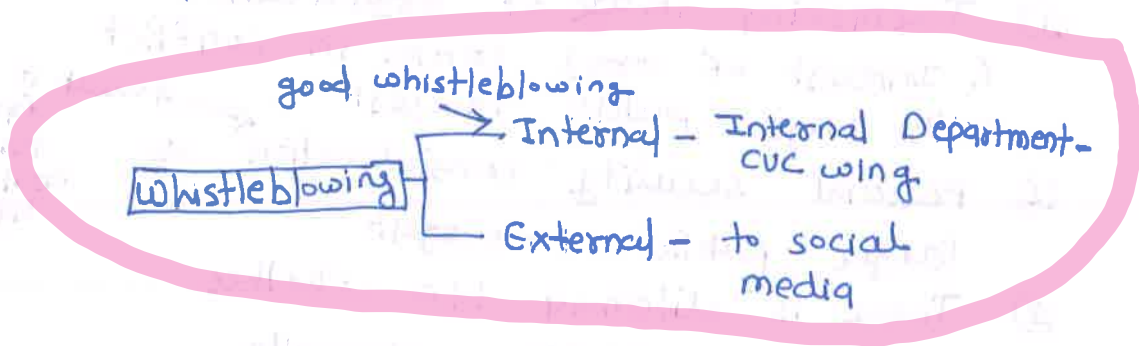 good whistleblowing
Internal - Internal Department-
CVC wing
Whistleblowing
External - to social
media